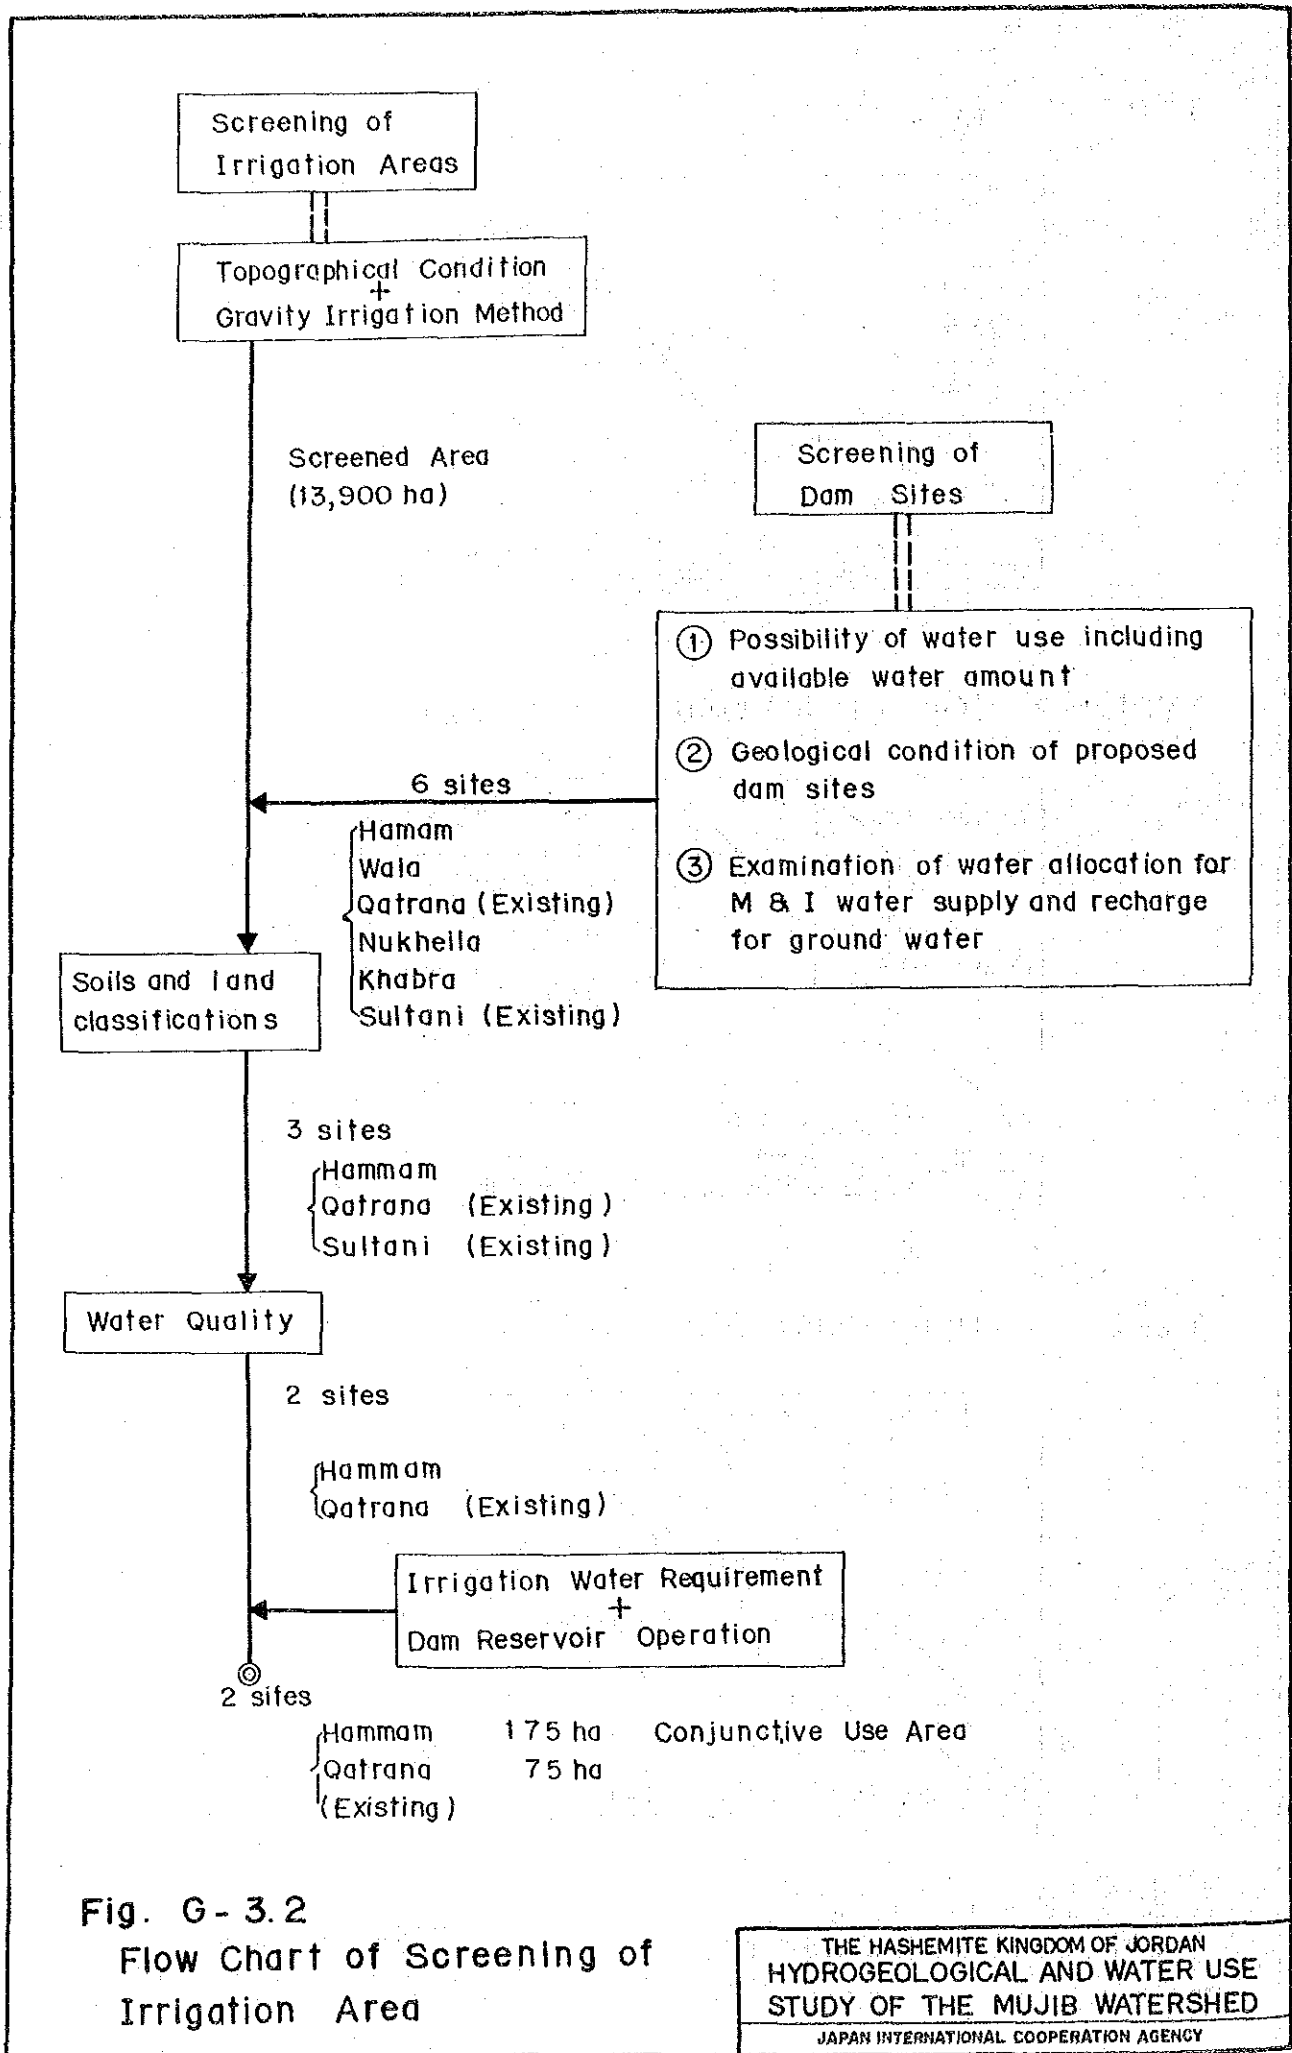 Screening of
Irrigation Areas
Topographical Condition
+
Gravity Irrigation Method
Screened Area
(13,900 ha)
Screening of
Dam Sites
① Possibility of water use including
available water amount
② Geological condition of proposed
dam sites
③ Examination of water allocation for
M & I water supply and recharge
for ground water
6 sites
Hamam
Wala
Qatrana (Existing)
Nukheila
Khabra
Sultani (Existing)
Soils and land
classifications
3 sites
Hammam
Qatrana (Existing)
Sultani (Existing)
Water Quality
2 sites
Hammam
Qatrana (Existing)
Irrigation Water Requirement
+
Dam Reservoir Operation
2 sites
Hammam 175 ha Conjunctive Use Area
Qatrana 75 ha
(Existing)
Fig. G-3.2
Flow Chart of Screening of
Irrigation Area
THE HASHEMITE KINGDOM OF JORDAN
HYDROGEOLOGICAL AND WATER USE
STUDY OF THE MUJIB WATERSHED
JAPAN INTERNATIONAL COOPERATION AGENCY